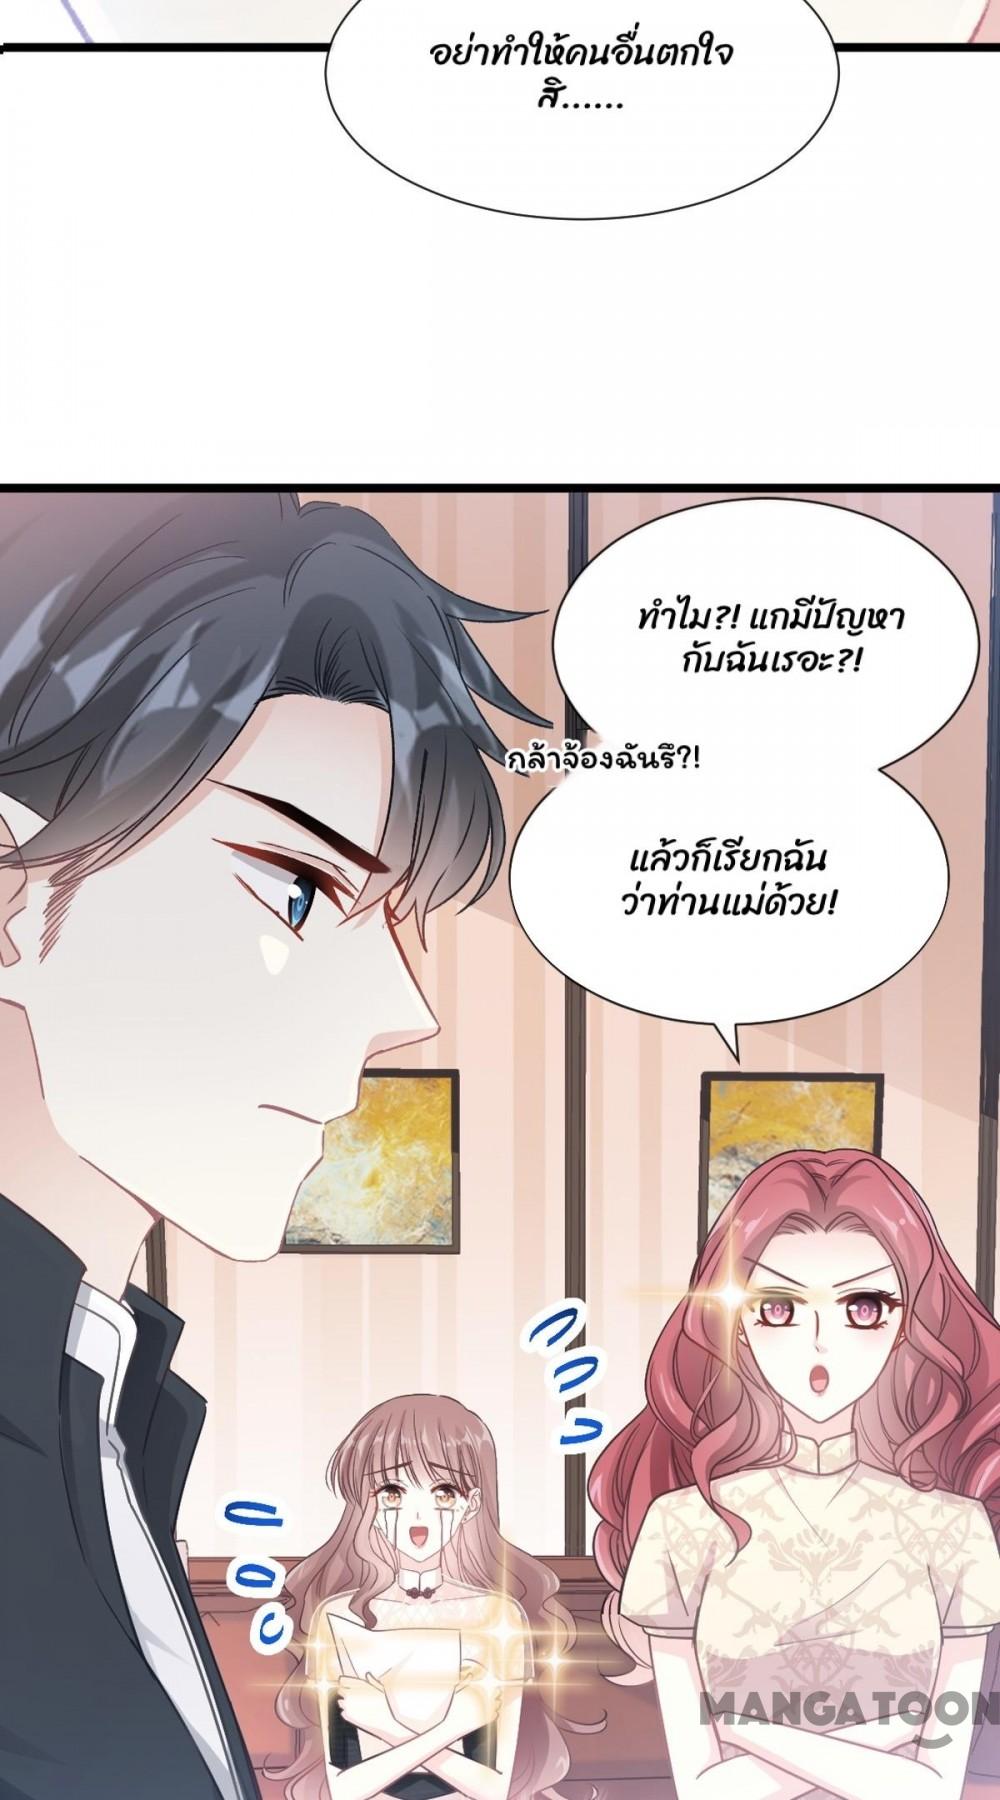 อย่าทำให้คนอื่นตกใจ
สิ......
ทำไม?! แกมีปัญหา
กับฉันเรอะ?!
กล้าจ้องฉันรึ?!
แล้วก็เรียกฉัน
ว่าท่านแม่ด้วย!
MANGATOON